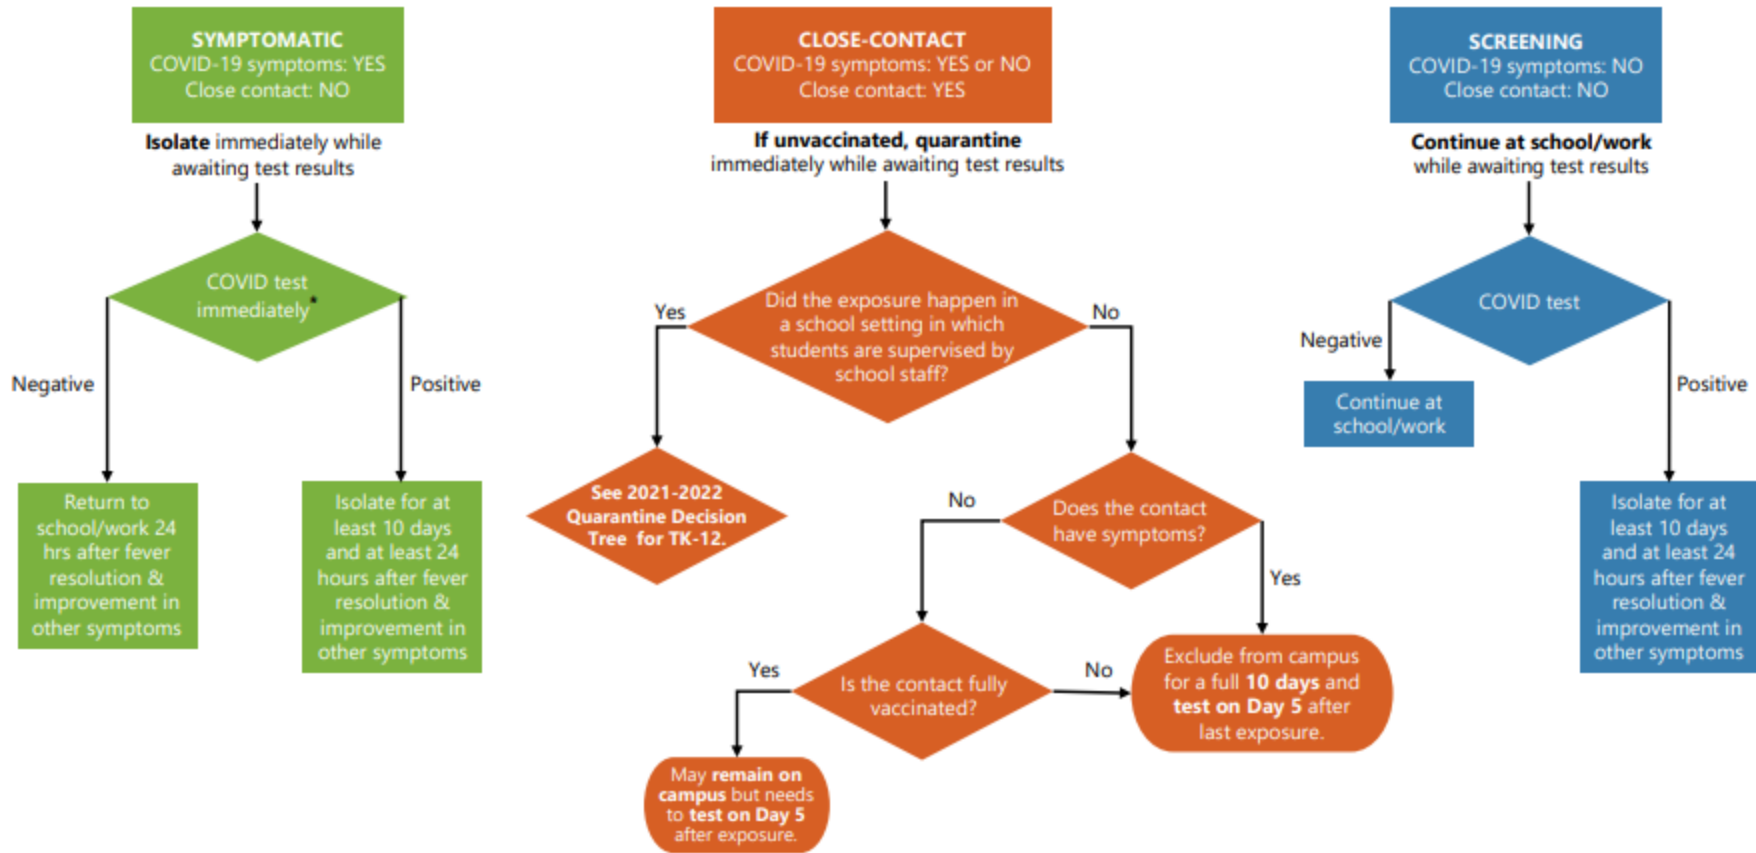 SYMPTOMATIC
COVID-19 symptoms: YES
Close contact: NO
Isolate immediately while
awaiting test results
COVID test
immediately*
Negative
Positive
Return to
school/work 24
hrs after fever
resolution &
improvement in
other symptoms
Isolate for at
least 10 days
and at least 24
hours after fever
resolution &
improvement in
other symptoms
CLOSE-CONTACT
COVID-19 symptoms: YES or NO
Close contact: YES
If unvaccinated, quarantine
immediately while awaiting test results
Did the exposure happen in
a school setting in which
students are supervised by
school staff?
Yes
No
See 2021-2022
Quarantine Decision
Tree for TK-12.
Does the contact
have symptoms?
No
Yes
Is the contact fully
vaccinated?
Yes
No
May remain on
campus but needs
to test on Day 5
after exposure.
Exclude from campus
for a full 10 days and
test on Day 5 after
last exposure.
SCREENING
COVID-19 symptoms: NO
Close contact: NO
Continue at school/work
while awaiting test results
COVID test
Negative
Positive
Continue at
school/work
Isolate for at
least 10 days
and at least 24
hours after fever
resolution &
improvement in
other symptoms